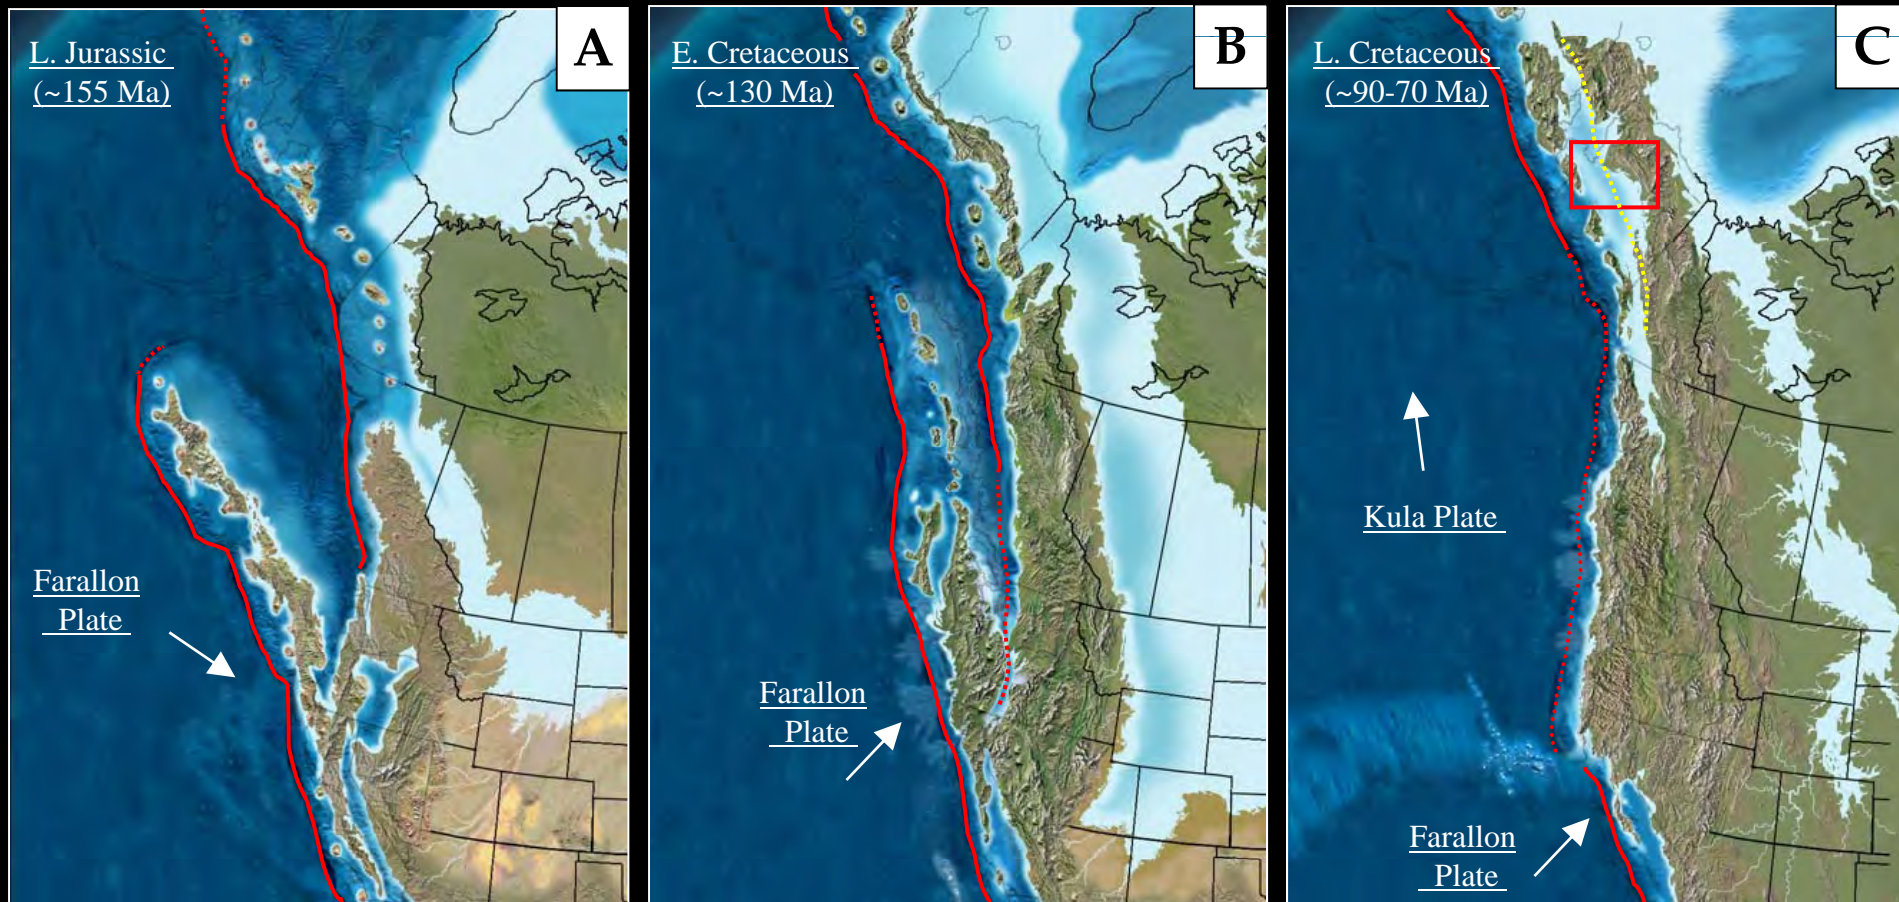 L. Jurassic
(~155 Ma)
A
Farallon
Plate
E. Cretaceous
(~130 Ma)
B
Farallon
Plate
L. Cretaceous
(~90-70 Ma)
C
Kula Plate
Farallon
Plate